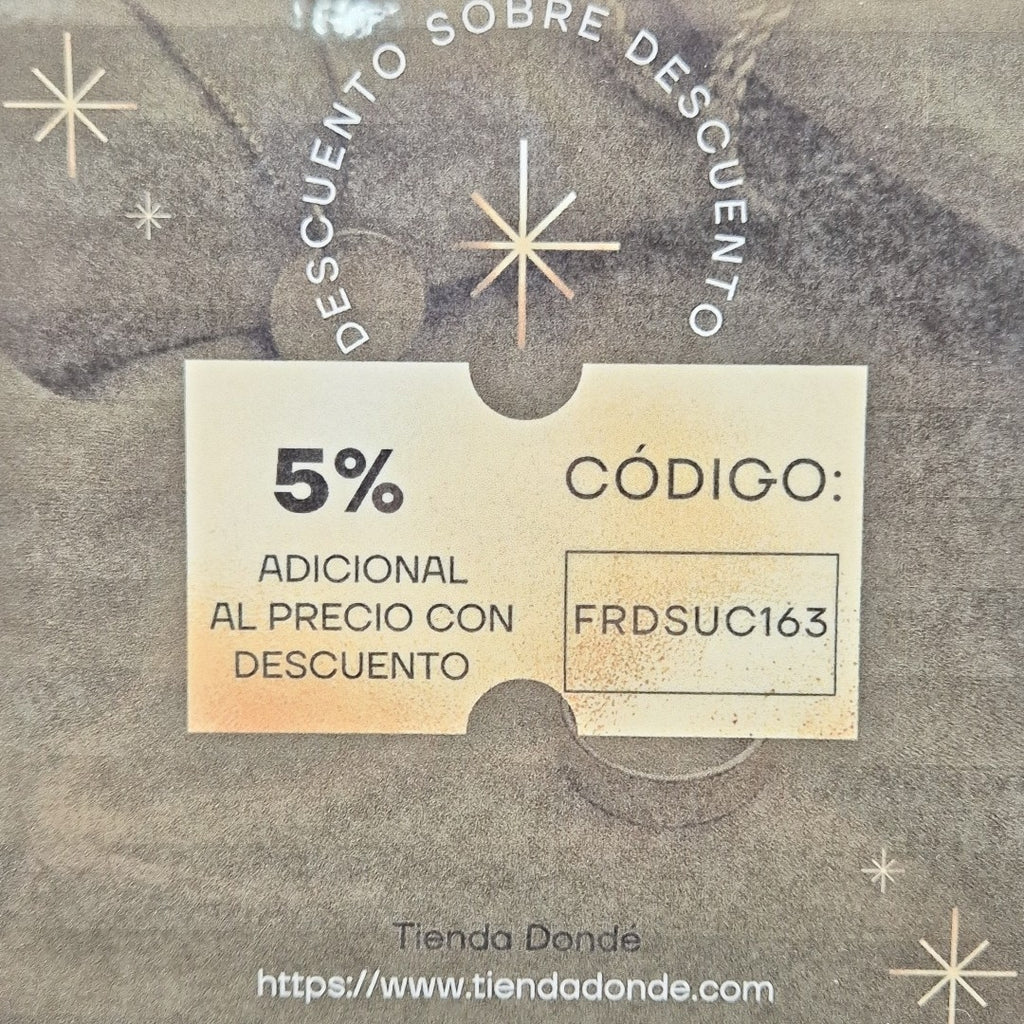 DESCUENTO SOBRE DESCUENTO
5%
ADICIONAL
AL PRECIO CON
DESCUENTO
CÓDIGO:
FRDSUC163
Tienda Dondé
https://www.tiendadonde.com